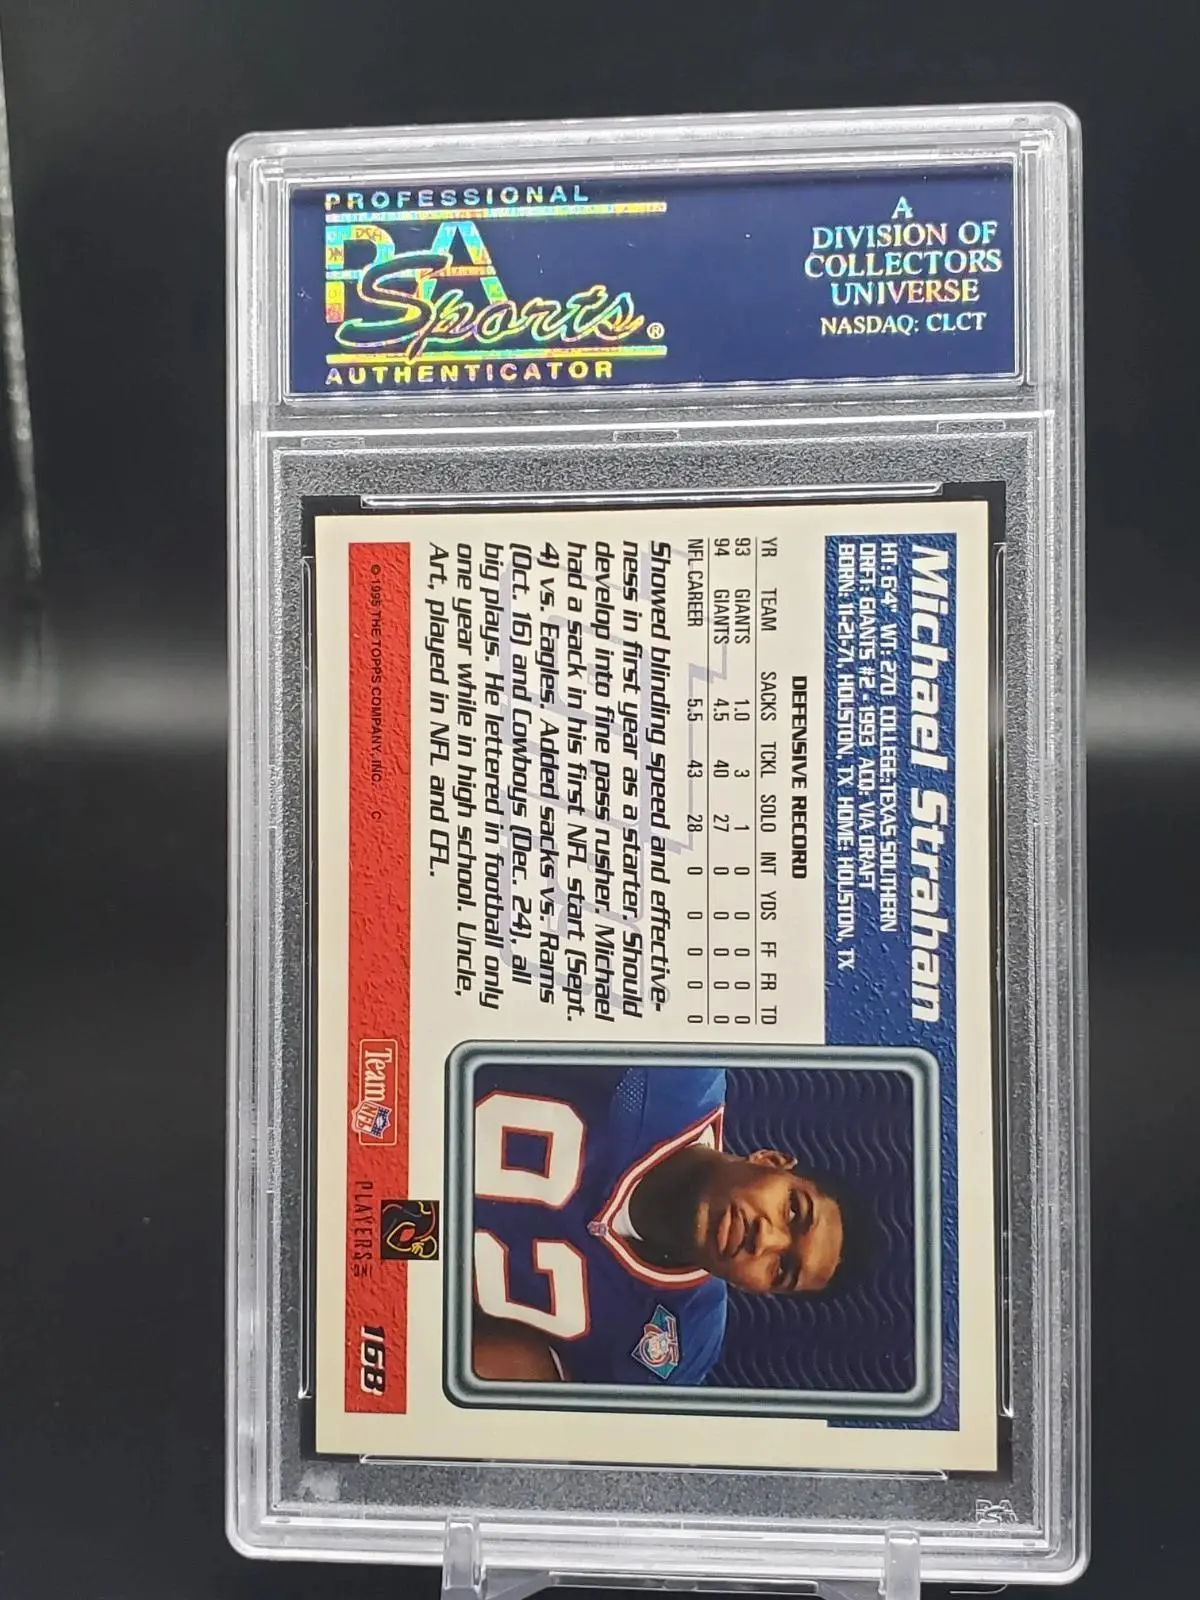 PROFESSIONAL
PSA
Sports®
AUTHENTICATOR
A
DIVISION OF
COLLECTORS
UNIVERSE
NASDAQ: CLCT
Michael Strahan
HT: 6'4" WT: 270 COLLEGE: TEXAS SOUTHERN
DRFT: GIANTS #2 - 1993 ACQ: VIA DRAFT
BORN: 11-21-71, HOUSTON, TX HOME: HOUSTON, TX
DEFENSIVE RECORD
YR TEAM SACKS TCKL SOLO INT YDS FF FR TD
93 GIANTS 1.0 3 1 0 0 0 0 0
94 GIANTS 4.5 40 27 0 0 0 0 0
NFL CAREER 5.5 43 28 0 0 0 0 0
Showed blinding speed and effective-
ness in first year as a starter. Should
develop into fine pass rusher. Michael
had a sack in his first NFL start (Sept.
4) vs. Eagles. Added sacks vs. Rams
(Oct. 16) and Cowboys (Dec. 24), all
big plays. He lettered in football only
one year while in high school. Uncle,
Art, played in NFL and CFL.
92
75
© 1995 THE TOPPS COMPANY, INC. C
Team NFL
PLAYERS INC
168